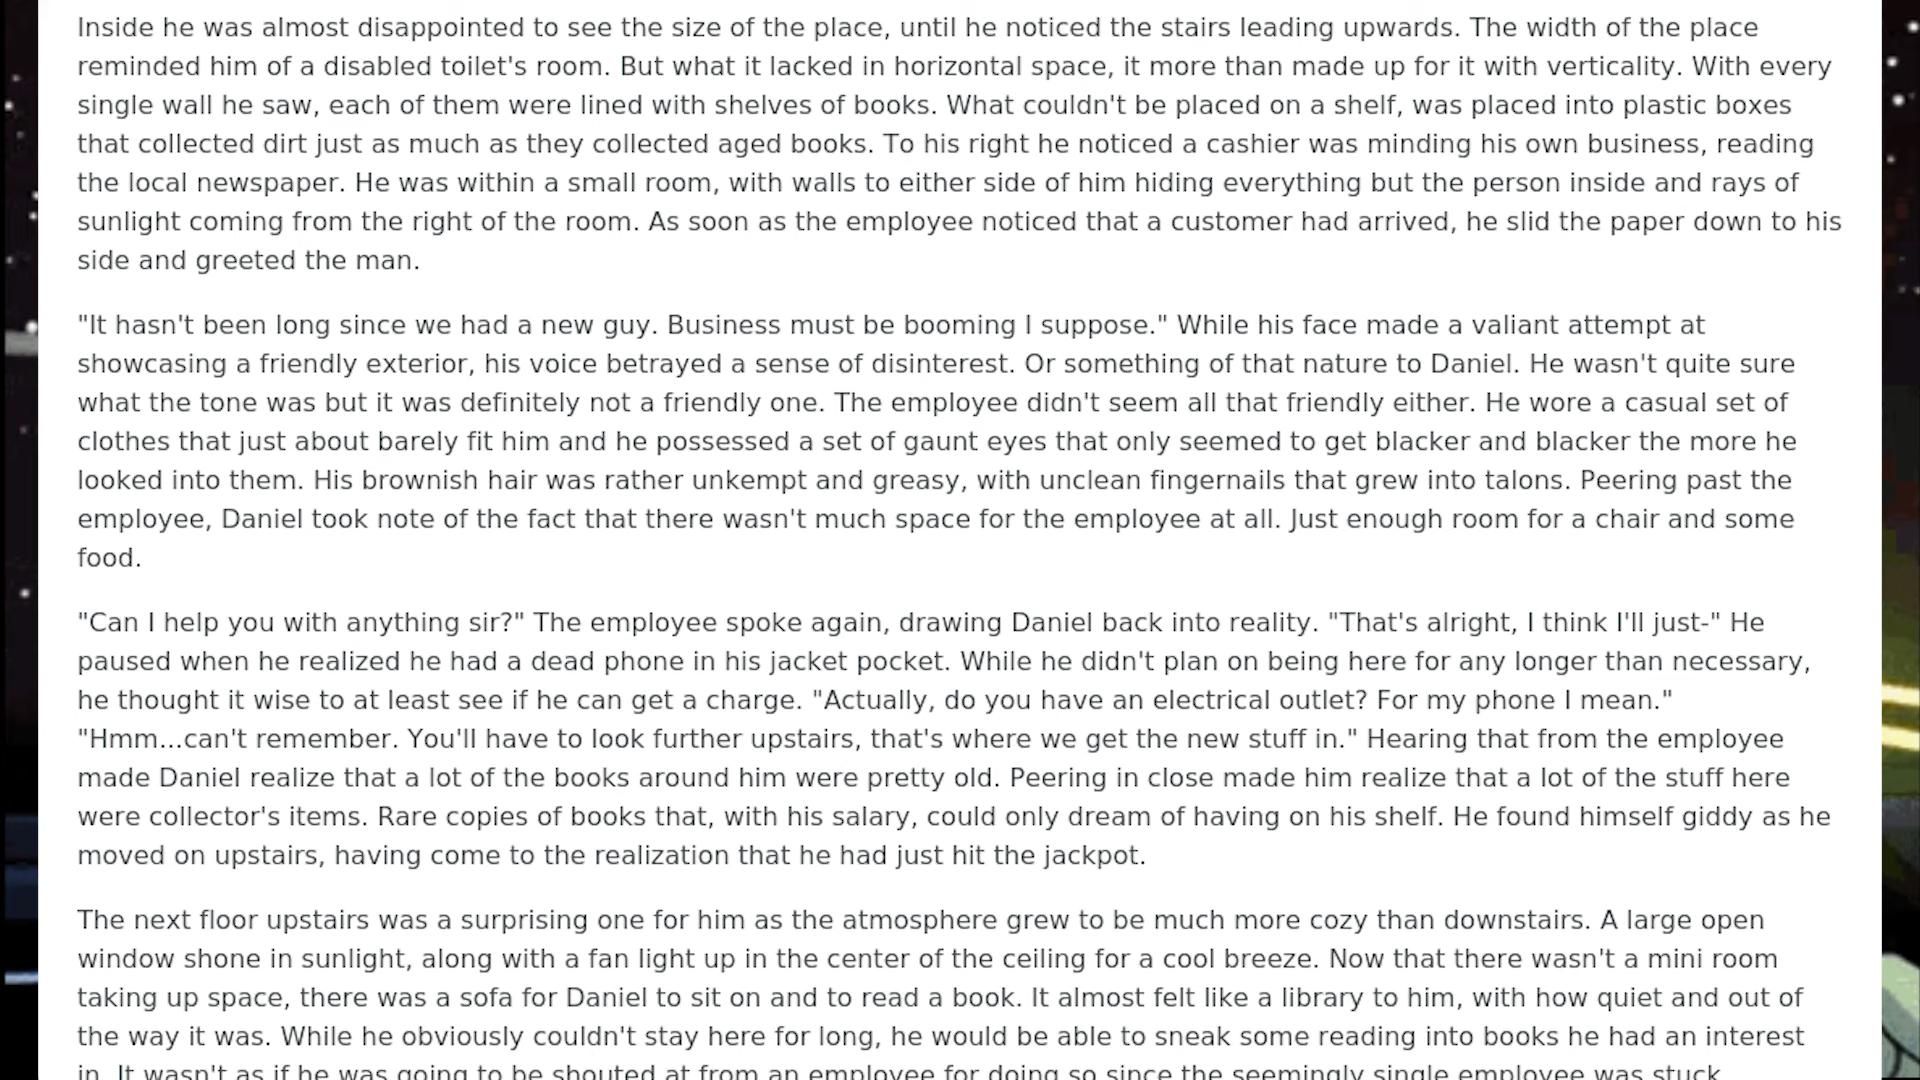 Inside he was almost disappointed to see the size of the place, until he noticed the stairs leading upwards. The width of the place
reminded him of a disabled toilet's room. But what it lacked in horizontal space, it more than made up for it with verticality. With every
single wall he saw, each of them were lined with shelves of books. What couldn't be placed on a shelf, was placed into plastic boxes
that collected dirt just as much as they collected aged books. To his right he noticed a cashier was minding his own business, reading
the local newspaper. He was within a small room, with walls to either side of him hiding everything but the person inside and rays of
sunlight coming from the right of the room. As soon as the employee noticed that a customer had arrived, he slid the paper down to his
side and greeted the man.
"It hasn't been long since we had a new guy. Business must be booming I suppose." While his face made a valiant attempt at
showcasing a friendly exterior, his voice betrayed a sense of disinterest. Or something of that nature to Daniel. He wasn't quite sure
what the tone was but it was definitely not a friendly one. The employee didn't seem all that friendly either. He wore a casual set of
clothes that just about barely fit him and he possessed a set of gaunt eyes that only seemed to get blacker and blacker the more he
looked into them. His brownish hair was rather unkempt and greasy, with unclean fingernails that grew into talons. Peering past the
employee, Daniel took note of the fact that there wasn't much space for the employee at all. Just enough room for a chair and some
food.
"Can I help you with anything sir?" The employee spoke again, drawing Daniel back into reality. "That's alright, I think I'll just-" He
paused when he realized he had a dead phone in his jacket pocket. While he didn't plan on being here for any longer than necessary,
he thought it wise to at least see if he can get a charge. "Actually, do you have an electrical outlet? For my phone I mean."
"Hmm...can't remember. You'll have to look further upstairs, that's where we get the new stuff in." Hearing that from the employee
made Daniel realize that a lot of the books around him were pretty old. Peering in close made him realize that a lot of the stuff here
were collector's items. Rare copies of books that, with his salary, could only dream of having on his shelf. He found himself giddy as he
moved on upstairs, having come to the realization that he had just hit the jackpot.
The next floor upstairs was a surprising one for him as the atmosphere grew to be much more cozy than downstairs. A large open
window shone in sunlight, along with a fan light up in the center of the ceiling for a cool breeze. Now that there wasn't a mini room
taking up space, there was a sofa for Daniel to sit on and to read a book. It almost felt like a library to him, with how quiet and out of
the way it was. While he obviously couldn't stay here for long, he would be able to sneak some reading into books he had an interest
in. It wasn't as if he was going to be shouted at from an employee for doing so since the seemingly single employee was stuck